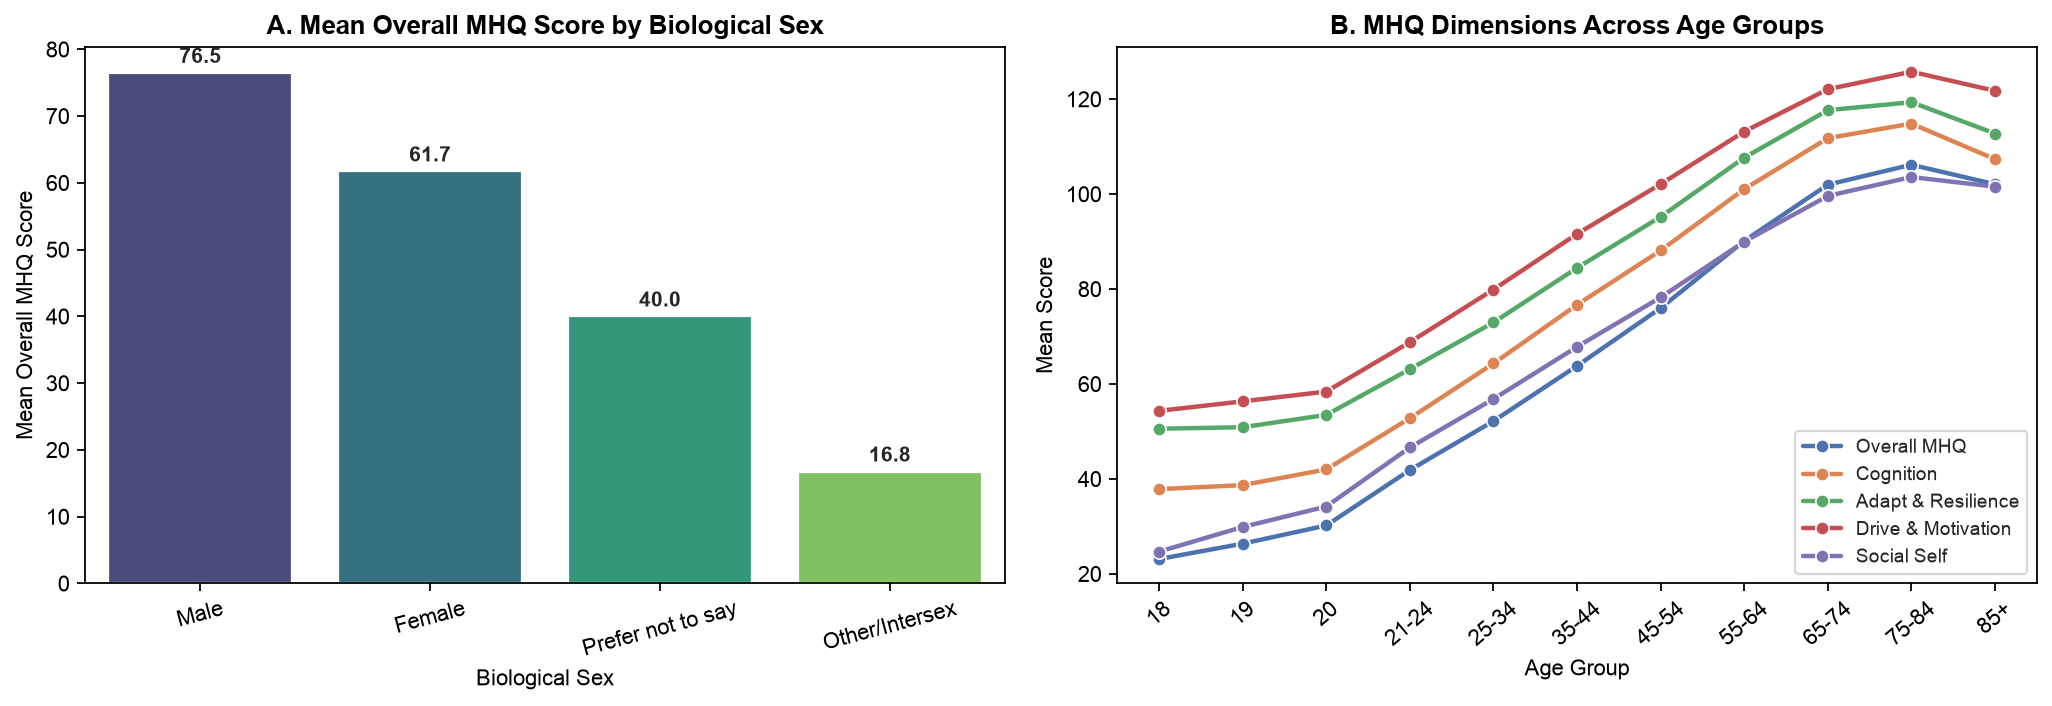 A. Mean Overall MHQ Score by Biological Sex
Mean Overall MHQ Score
80
70
60
50
40
30
20
10
0
76.5
61.7
40.0
16.8
Male
Female
Prefer not to say
Other/Intersex
Biological Sex
B. MHQ Dimensions Across Age Groups
Mean Score
120
100
80
60
40
20
Overall MHQ
Cognition
Adapt & Resilience
Drive & Motivation
Social Self
18
19
20
21-24
25-34
35-44
45-54
55-64
65-74
75-84
85+
Age Group